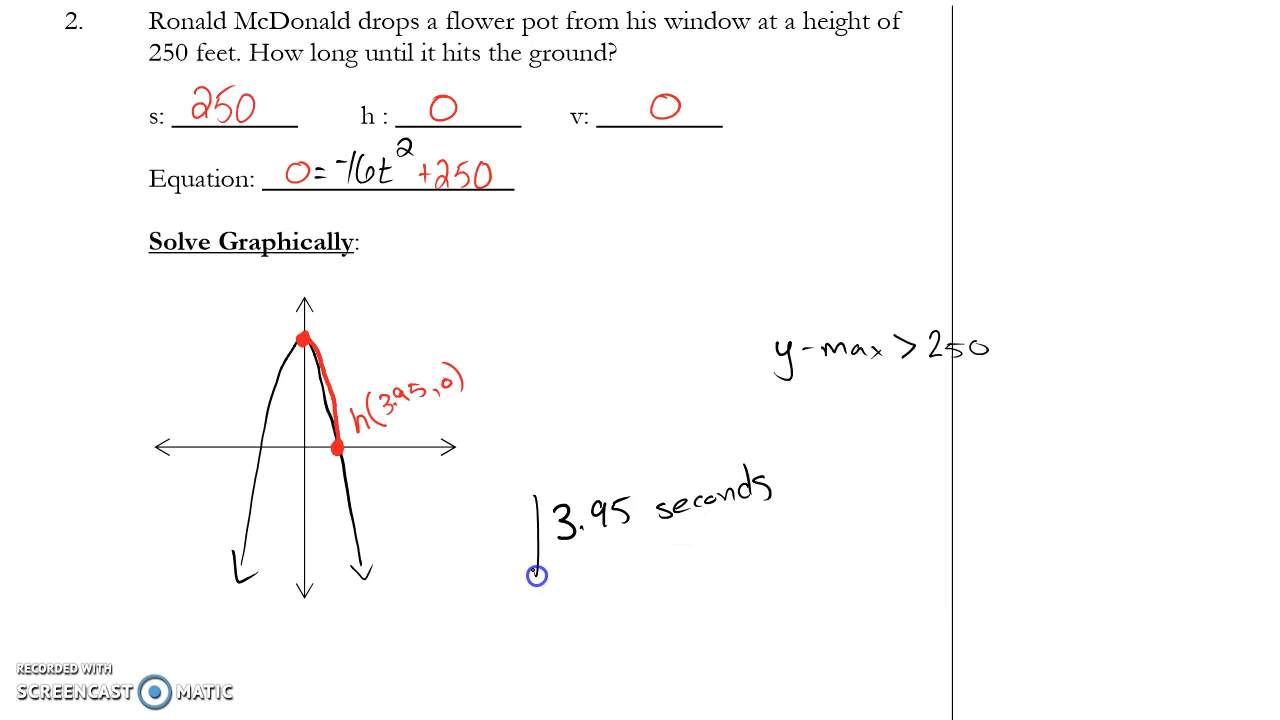 2. Ronald McDonald drops a flower pot from his window at a height of
250 feet. How long until it hits the ground?
s: 250 h : 0 v: 0
Equation: 0 = -16t² + 250
Solve Graphically:
y-max > 250
h(3.95, 0)
3.95 seconds
RECORDED WITH
SCREENCAST MATIC